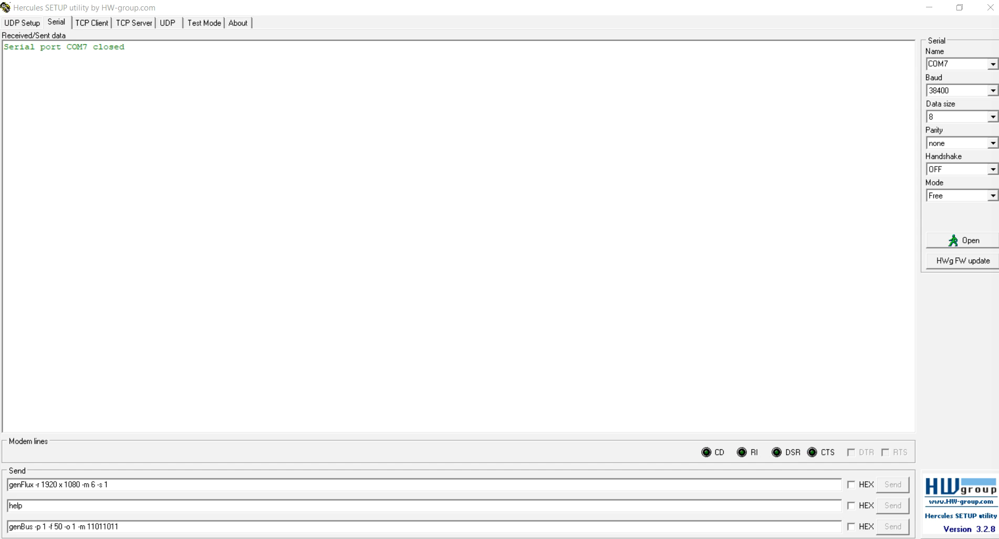 Hercules SETUP utility by HW-group.com
UDP Setup Serial TCP Client TCP Server UDP Test Mode About
Received/Sent data
Serial port COM7 closed
Serial
Name
COM7
Baud
38400
Data size
8
Parity
none
Handshake
OFF
Mode
Free
Open
HWg FW update
Modem lines
CD RI DSR CTS DTR RTS
Send
genFlux -r 1920 x 1080 -m 6 -s 1 HEX Send
help HEX Send
genBus -p 1 -f 50 -o 1 -m 11011011 HEX Send
HWgroup
www.HW-group.com
Hercules SETUP utility
Version 3.2.8